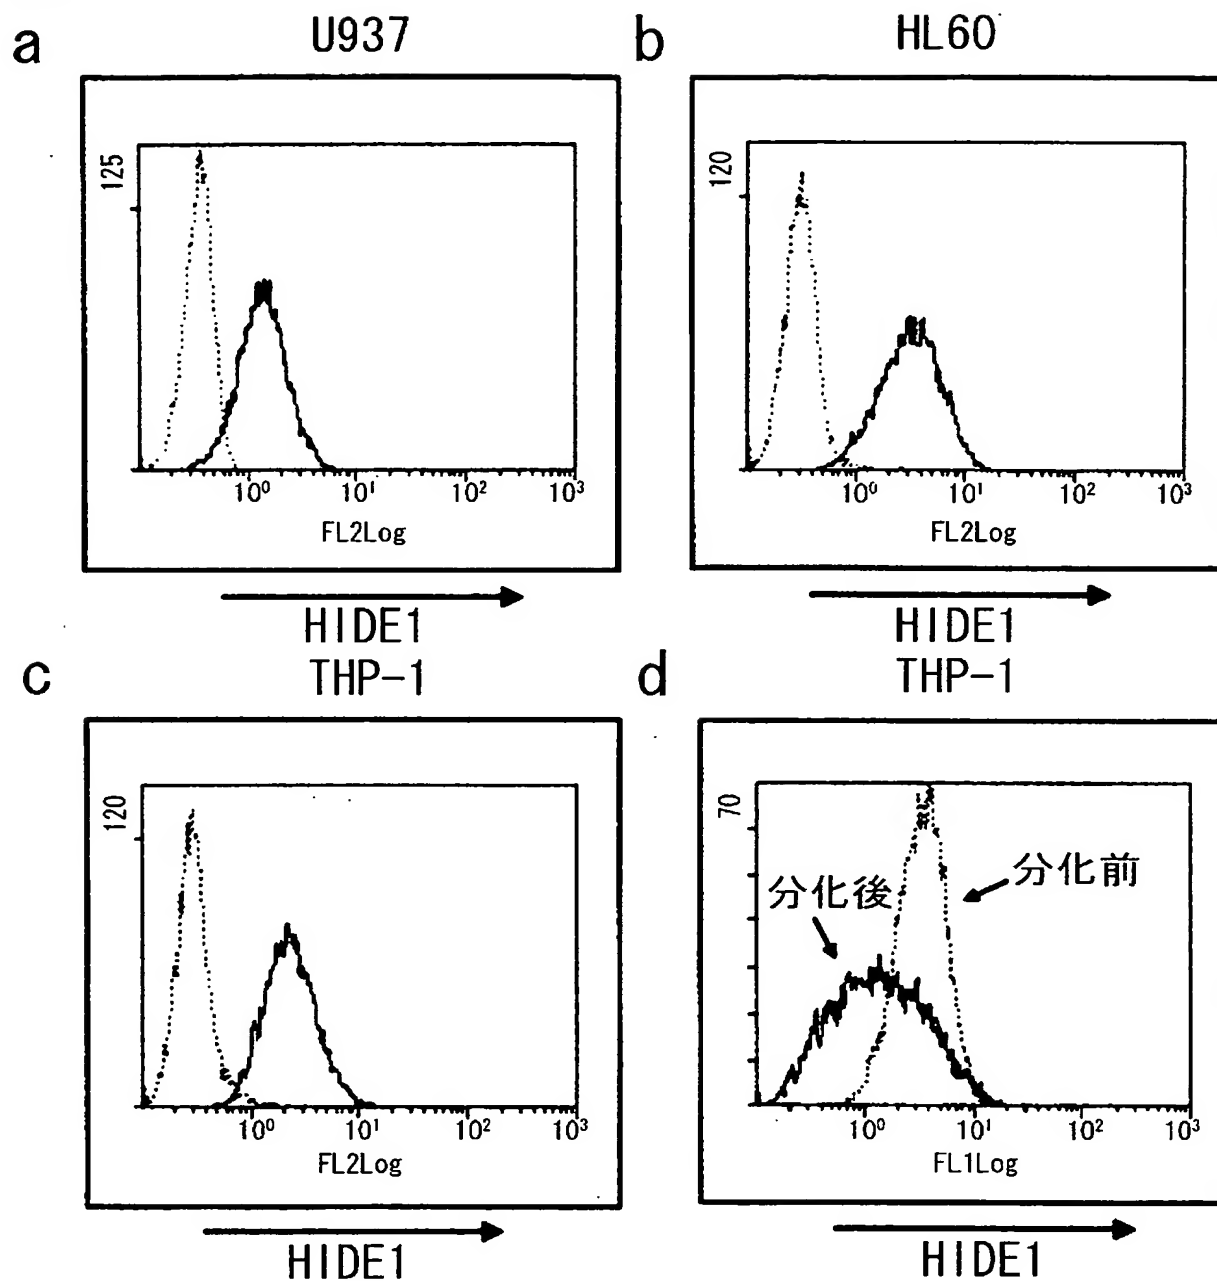 a
U937
125
10⁰ 10¹ 10² 10³
FL2Log
HIDE1
b
HL60
120
10⁰ 10¹ 10² 10³
FL2Log
HIDE1
c
THP-1
120
10⁰ 10¹ 10² 10³
FL2Log
HIDE1
d
THP-1
70
分化後
分化前
10⁰ 10¹ 10² 10³
FL1Log
HIDE1